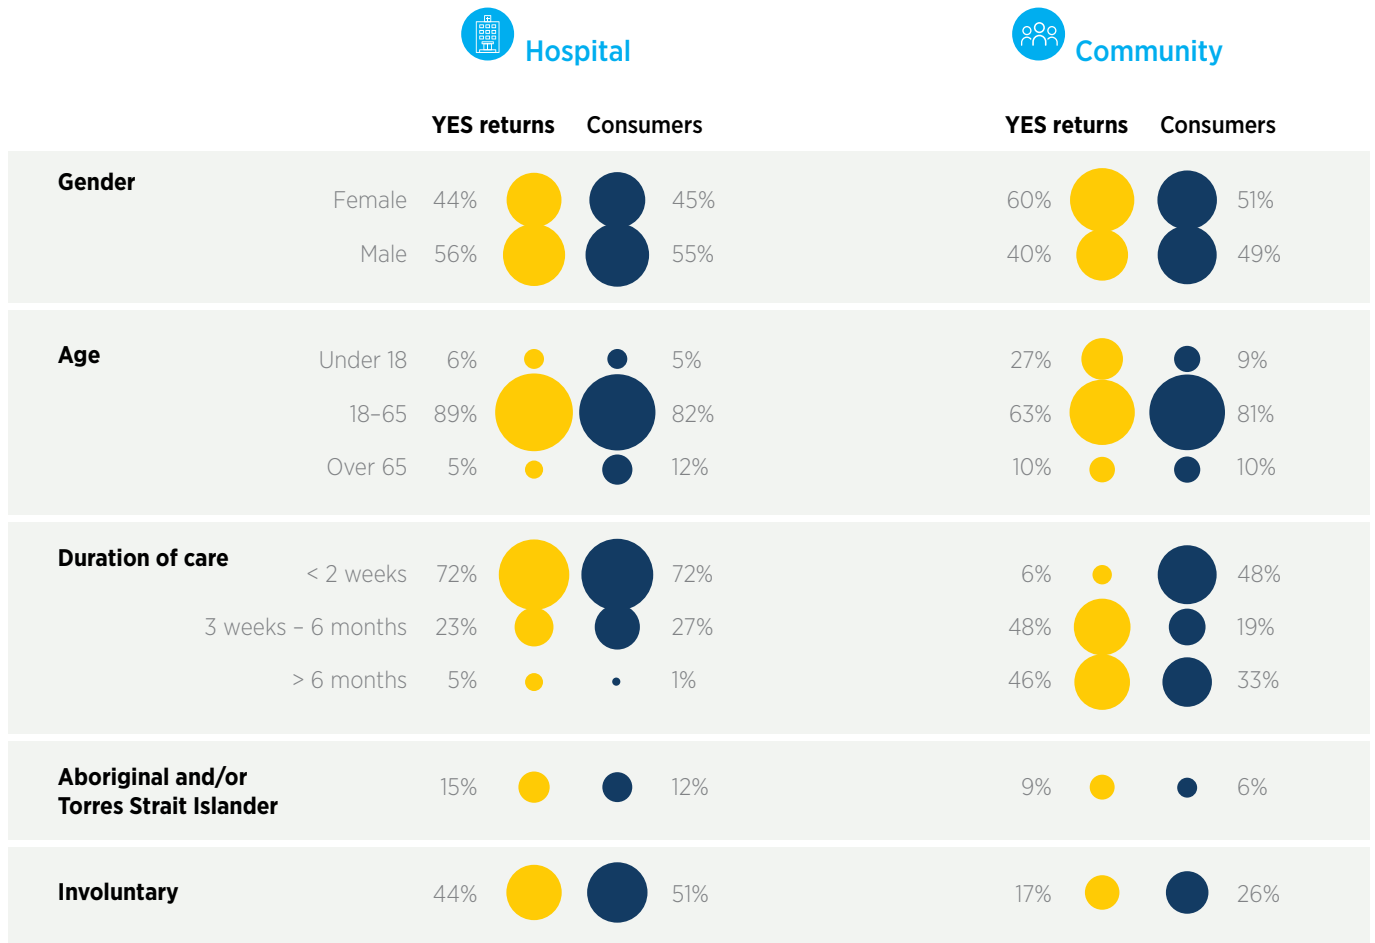 Hospital Community
YES returns Consumers YES returns Consumers
Gender
Female 44% 45% 60% 51%
Male 56% 55% 40% 49%
Age
Under 18 6% 5% 27% 9%
18–65 89% 82% 63% 81%
Over 65 5% 12% 10% 10%
Duration of care
< 2 weeks 72% 72% 6% 48%
3 weeks – 6 months 23% 27% 48% 19%
> 6 months 5% 1% 46% 33%
Aboriginal and/or
Torres Strait Islander
15% 12% 9% 6%
Involuntary 44% 51% 17% 26%